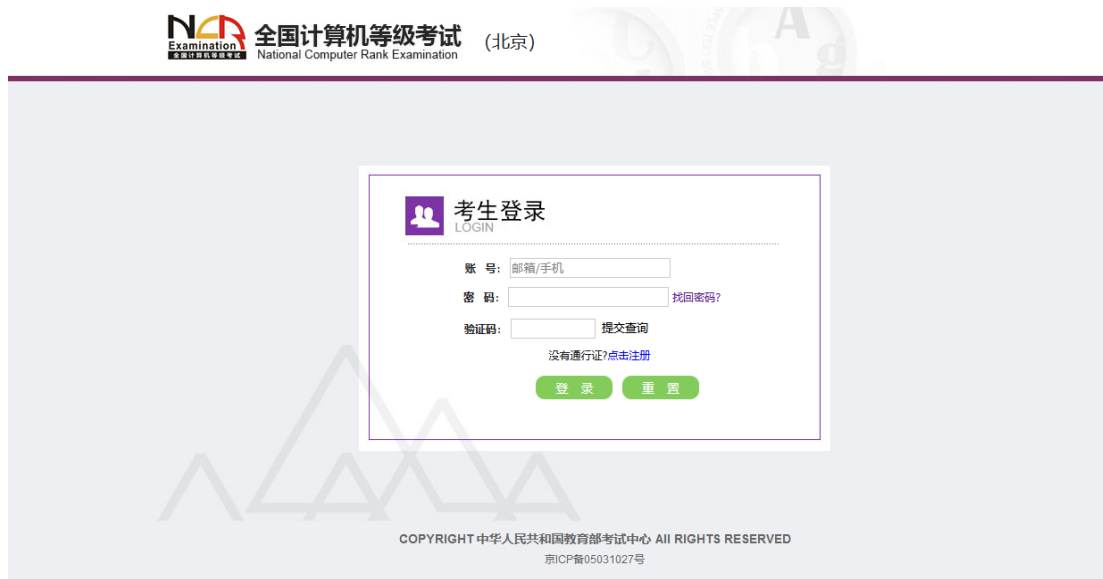 NCR
Examination
全国计算机等级考试
全国计算机等级考试
National Computer Rank Examination
(北京)
考生登录
LOGIN
账 号: 邮箱/手机
密 码: 找回密码?
验证码: 提交查询
没有通行证?点击注册
登 录 重 置
COPYRIGHT 中华人民共和国教育部考试中心 All RIGHTS RESERVED
京ICP备05031027号